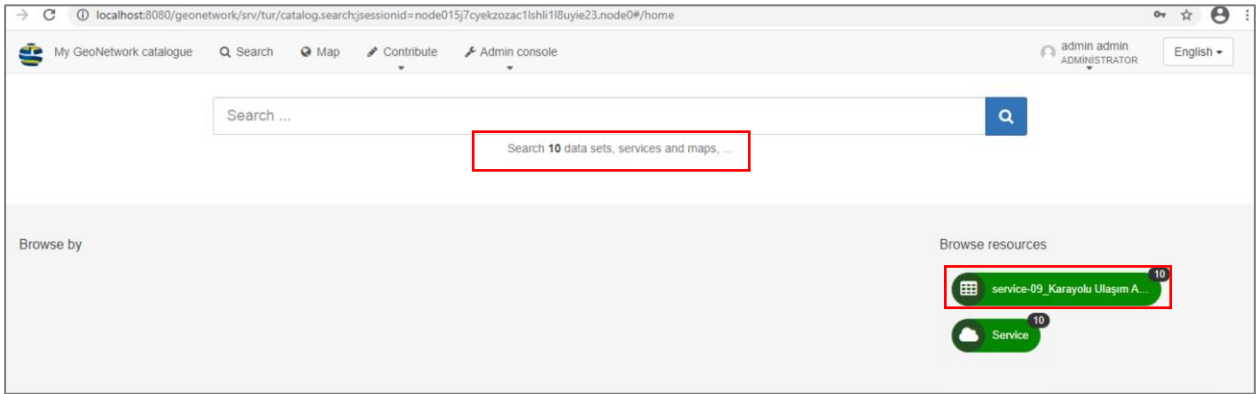 localhost:8080/geonetwork/srv/tur/catalog.search;jsessionid=node015j7cyekzozac1lshli1l8uyie23.node0#/home
My GeoNetwork catalogue Search Map Contribute Admin console admin admin English
ADMINISTRATOR
Search ...
Search 10 data sets, services and maps, ...
Browse by Browse resources
10
service-09_Karayolu Ulaşım A...
10
Service